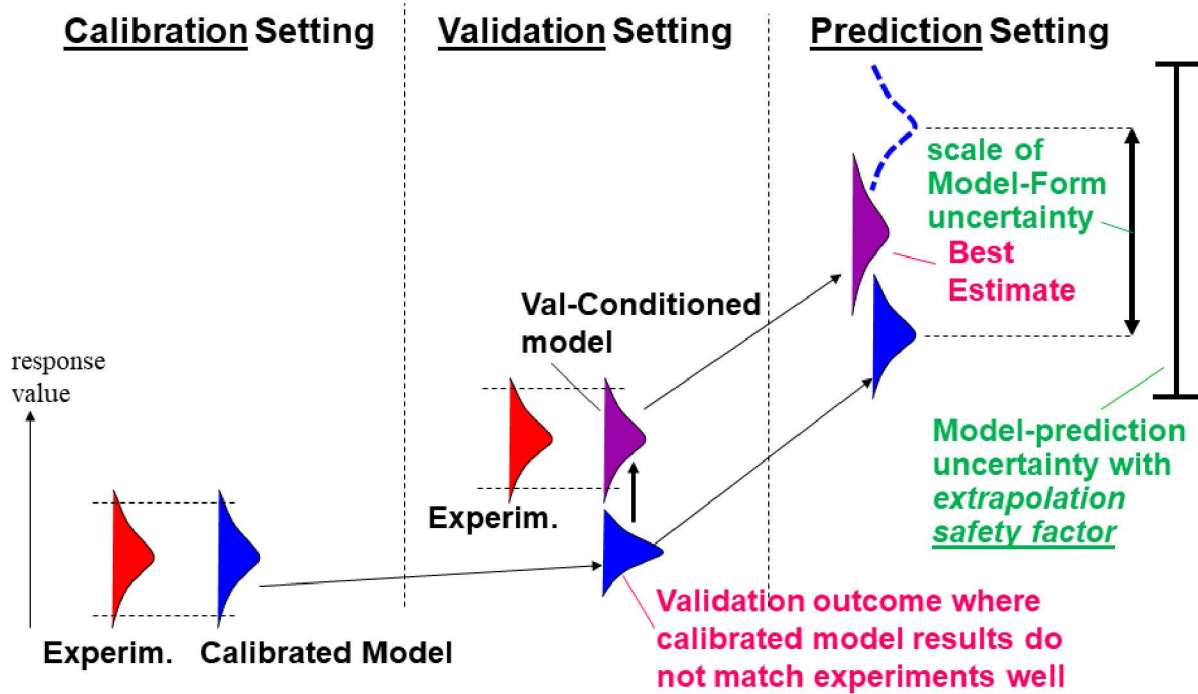 Calibration Setting
Validation Setting
Prediction Setting
scale of
Model-Form
uncertainty
Best
Estimate
Val-Conditioned
model
response
value
Model-prediction
uncertainty with
extrapolation
safety factor
Experim.
Validation outcome where
calibrated model results do
not match experiments well
Experim.
Calibrated Model